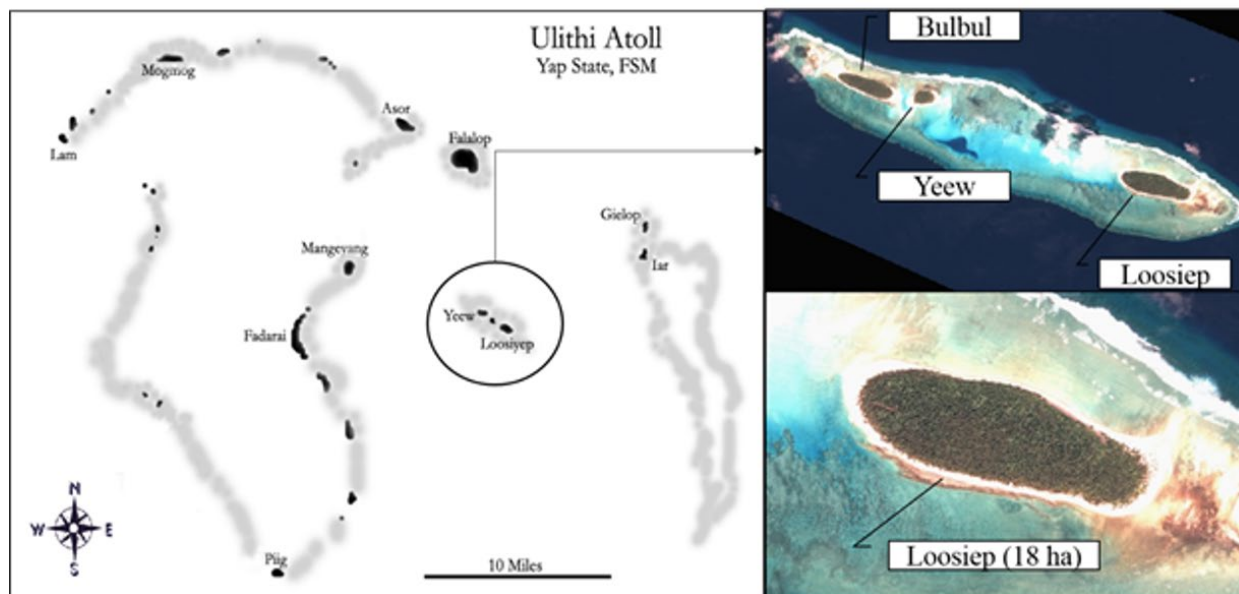 Ulithi Atoll
Yap State, FSM
Mogmog
Asor
Falalop
Lam
Gielop
Iar
Mangeyang
Yeew
Fadarai
Loosiyep
N
W E
S
Piig
10 Miles
Bulbul
Yeew
Loosiep
Loosiep (18 ha)